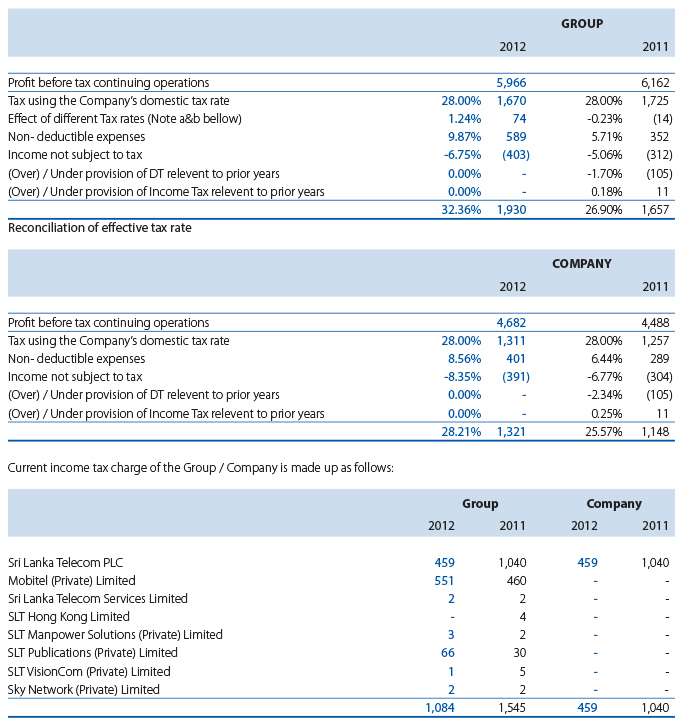 GROUP
2012 2011
Profit before tax continuing operations 5,966 6,162
Tax using the Company's domestic tax rate 28.00% 1,670 28.00% 1,725
Effect of different Tax rates (Note a&b bellow) 1.24% 74 -0.23% (14)
Non- deductible expenses 9.87% 589 5.71% 352
Income not subject to tax -6.75% (403) -5.06% (312)
(Over) / Under provision of DT relevent to prior years 0.00% - -1.70% (105)
(Over) / Under provision of Income Tax relevent to prior years 0.00% - 0.18% 11
32.36% 1,930 26.90% 1,657
Reconciliation of effective tax rate
COMPANY
2012 2011
Profit before tax continuing operations 4,682 4,488
Tax using the Company's domestic tax rate 28.00% 1,311 28.00% 1,257
Non- deductible expenses 8.56% 401 6.44% 289
Income not subject to tax -8.35% (391) -6.77% (304)
(Over) / Under provision of DT relevent to prior years 0.00% - -2.34% (105)
(Over) / Under provision of Income Tax relevent to prior years 0.00% - 0.25% 11
28.21% 1,321 25.57% 1,148
Current income tax charge of the Group / Company is made up as follows:
Group Company
2012 2011 2012 2011
Sri Lanka Telecom PLC 459 1,040 459 1,040
Mobitel (Private) Limited 551 460 - -
Sri Lanka Telecom Services Limited 2 2 - -
SLT Hong Kong Limited - 4 - -
SLT Manpower Solutions (Private) Limited 3 2 - -
SLT Publications (Private) Limited 66 30 - -
SLT VisionCom (Private) Limited 1 5 - -
Sky Network (Private) Limited 2 2 - -
1,084 1,545 459 1,040